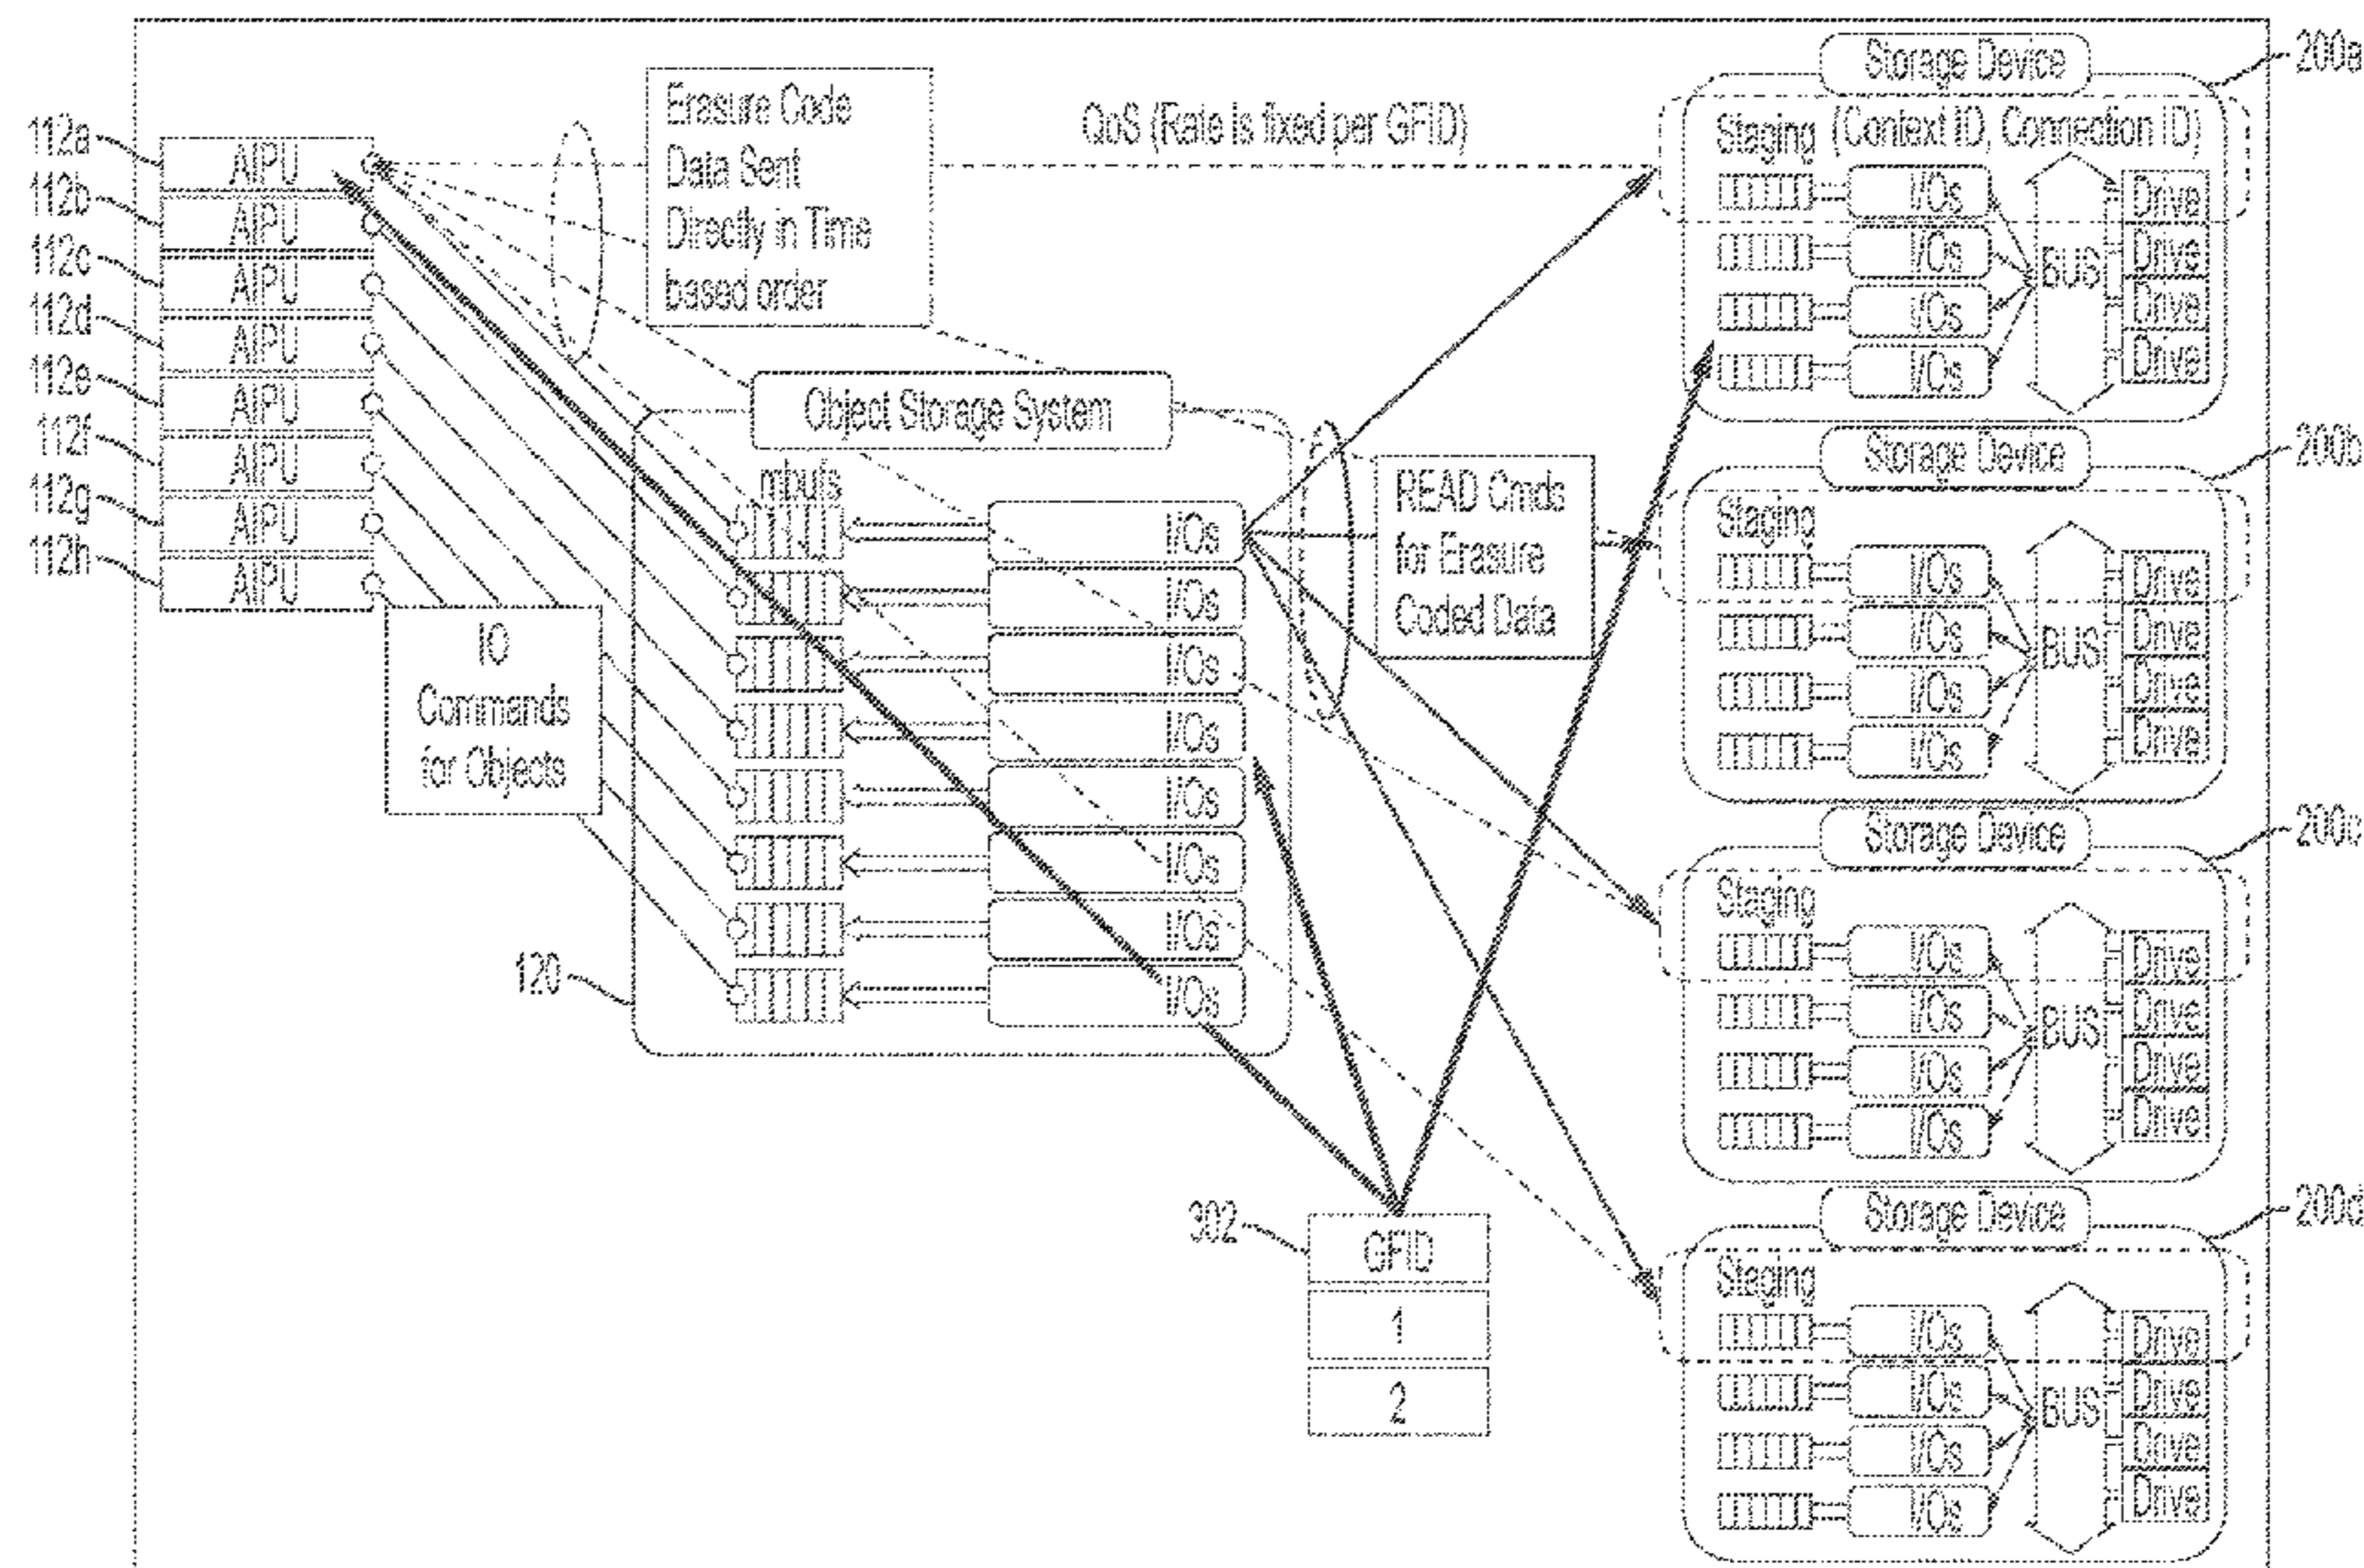 112a
112b
112c
112d
112e
112f
112g
112h
AIPU
AIPU
AIPU
AIPU
AIPU
AIPU
AIPU
AIPU
Erasure Code
Data Sent
Directly in Time
based order
QoS (Rate is fixed per GFID)
IO
Commands
for Objects
Object Storage System
mbufs
I/Os
I/Os
I/Os
I/Os
I/Os
I/Os
I/Os
I/Os
120
READ Cmds
for Erasure
Coded Data
302
GFID
1
2
Storage Device
200a
Staging (Context ID, Connection ID)
I/Os
I/Os
I/Os
I/Os
BUS
Drive
Drive
Drive
Drive
Storage Device
200b
Staging
I/Os
I/Os
I/Os
I/Os
BUS
Drive
Drive
Drive
Drive
Storage Device
200c
Staging
I/Os
I/Os
I/Os
I/Os
BUS
Drive
Drive
Drive
Drive
Storage Device
200d
Staging
I/Os
I/Os
I/Os
I/Os
BUS
Drive
Drive
Drive
Drive